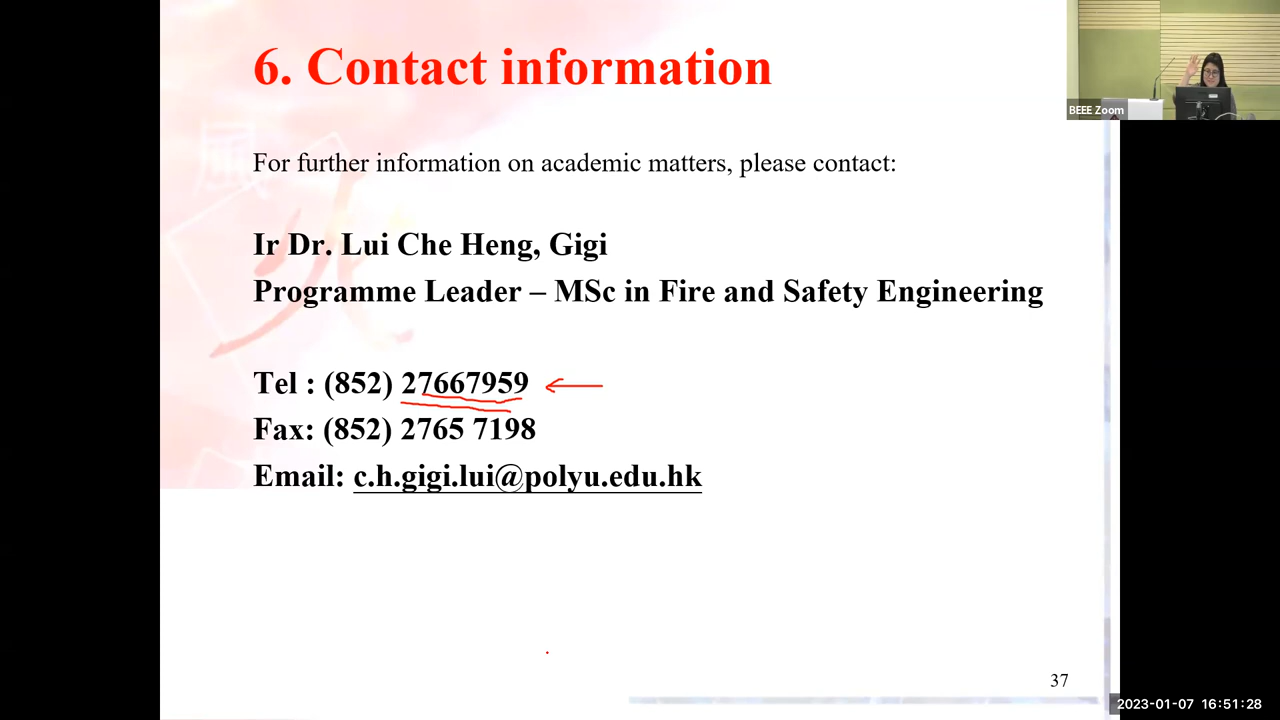 6. Contact information
BEEE Zoom
For further information on academic matters, please contact:
Ir Dr. Lui Che Heng, Gigi
Programme Leader – MSc in Fire and Safety Engineering
Tel : (852) 27667959
Fax: (852) 2765 7198
Email: c.h.gigi.lui@polyu.edu.hk
37
2023-01-07 16:51:28